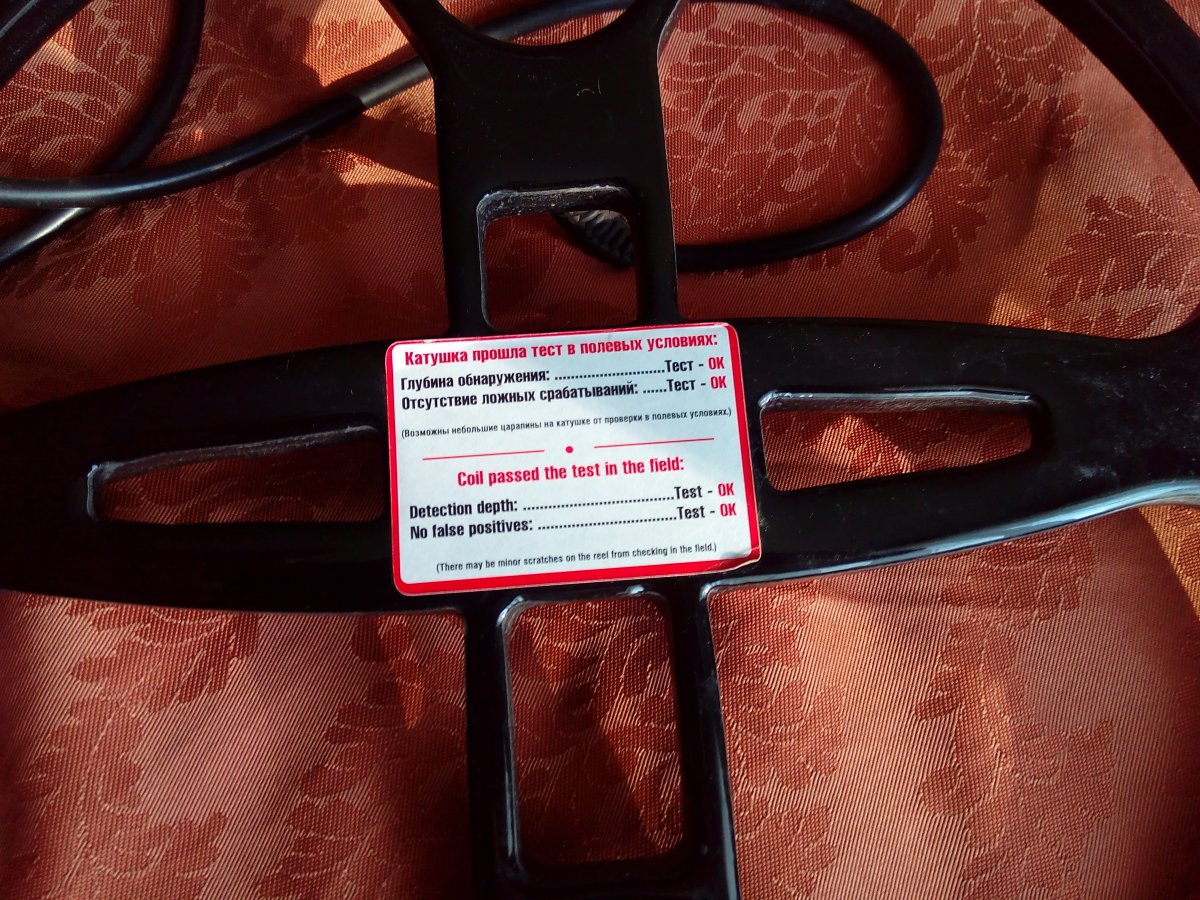 Катушка прошла тест в полевых условиях:
Глубина обнаружения: ..........................Тест - OK
Отсутствие ложных срабатываний: ......Тест - OK
(Возможны небольшие царапины на катушке от проверки в полевых условиях.)
Coil passed the test in the field:
Detection depth: .....................................Test - OK
No false positives: .................................Test - OK
(There may be minor scratches on the reel from checking in the field.)